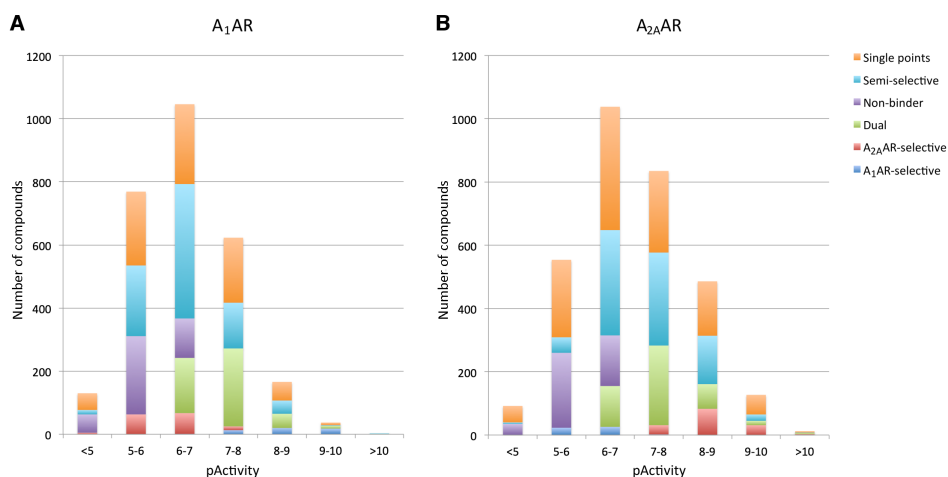 A
A₁AR
Number of compounds
1200
1000
800
600
400
200
0
<5 5-6 6-7 7-8 8-9 9-10 >10
pActivity
B
A₂ₐAR
Number of compounds
1200
1000
800
600
400
200
0
<5 5-6 6-7 7-8 8-9 9-10 >10
pActivity
Single points
Semi-selective
Non-binder
Dual
A₂ₐAR-selective
A₁AR-selective